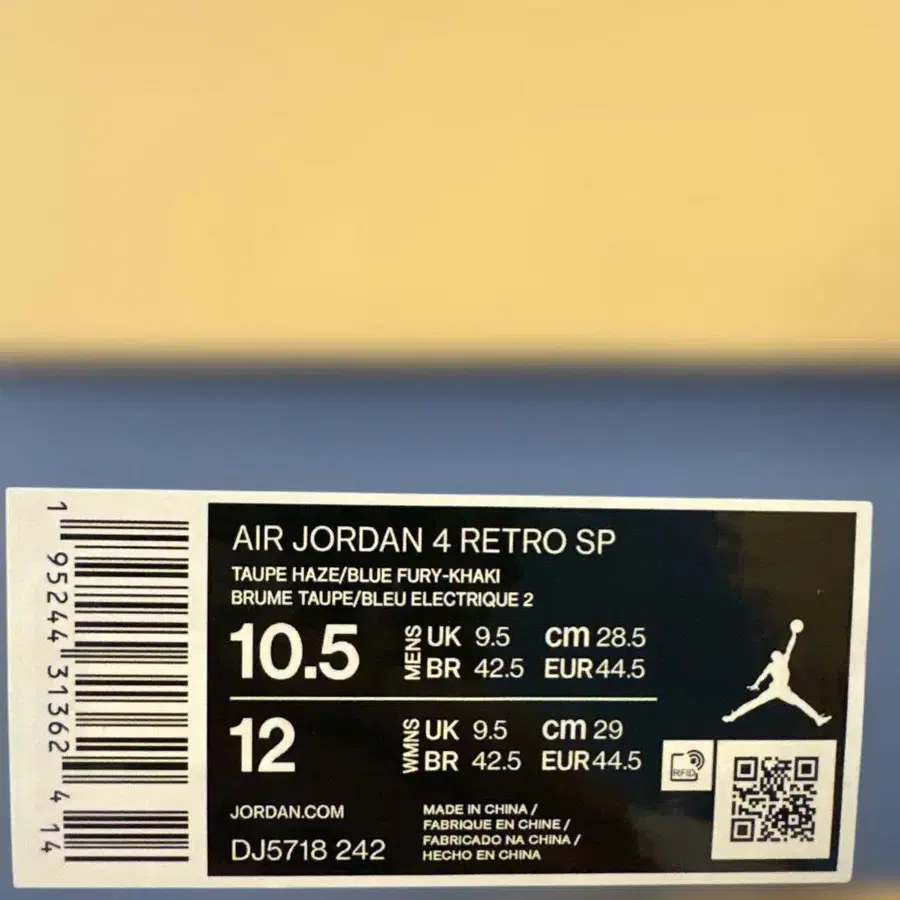 1 95244 31362 4 14
AIR JORDAN 4 RETRO SP
TAUPE HAZE/BLUE FURY-KHAKI
BRUME TAUPE/BLEU ELECTRIQUE 2
10.5 MENS UK 9.5 cm 28.5
BR 42.5 EUR 44.5
12 WMNS UK 9.5 cm 29
BR 42.5 EUR 44.5
RFID
JORDAN.COM
DJ5718 242
MADE IN CHINA /
FABRIQUE EN CHINE /
FABRICADO NA CHINA /
HECHO EN CHINA